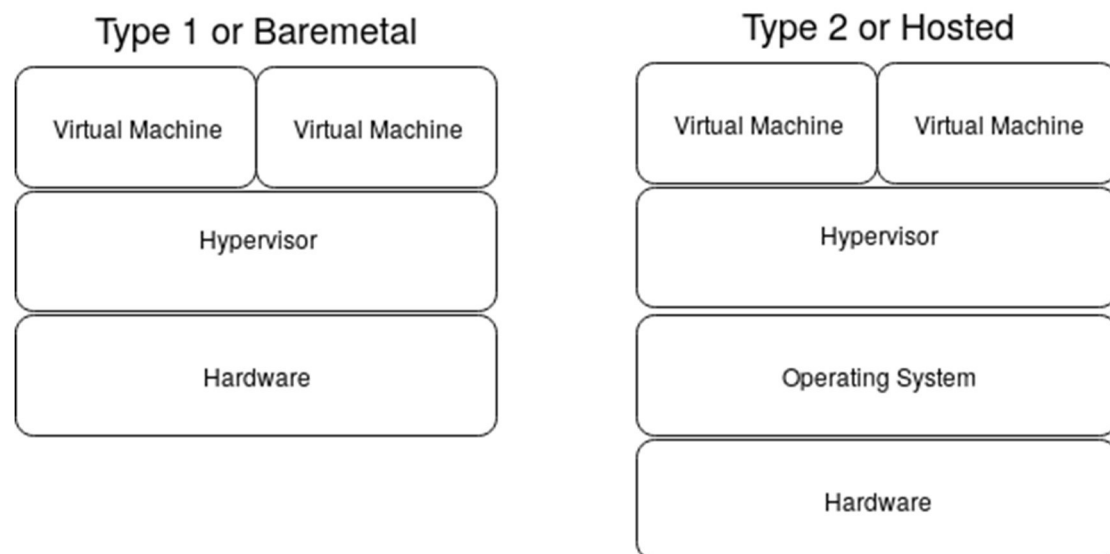 Type 1 or Baremetal
Virtual Machine Virtual Machine
Hypervisor
Hardware
Type 2 or Hosted
Virtual Machine Virtual Machine
Hypervisor
Operating System
Hardware